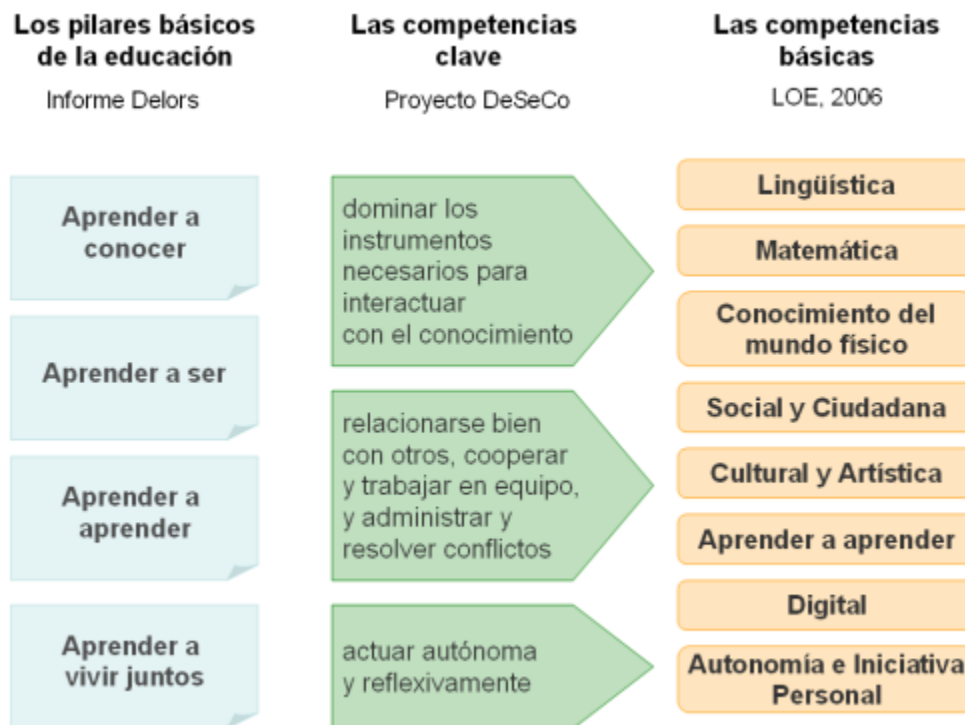 Los pilares básicos
de la educación
Informe Delors
Aprender a
conocer
Aprender a ser
Aprender a
aprender
Aprender a
vivir juntos
Las competencias
clave
Proyecto DeSeCo
dominar los
instrumentos
necesarios para
interactuar
con el conocimiento
relacionarse bien
con otros, cooperar
y trabajar en equipo,
y administrar y
resolver conflictos
actuar autónoma
y reflexivamente
Las competencias
básicas
LOE, 2006
Lingüística
Matemática
Conocimiento del
mundo físico
Social y Ciudadana
Cultural y Artística
Aprender a aprender
Digital
Autonomía e Iniciativa
Personal